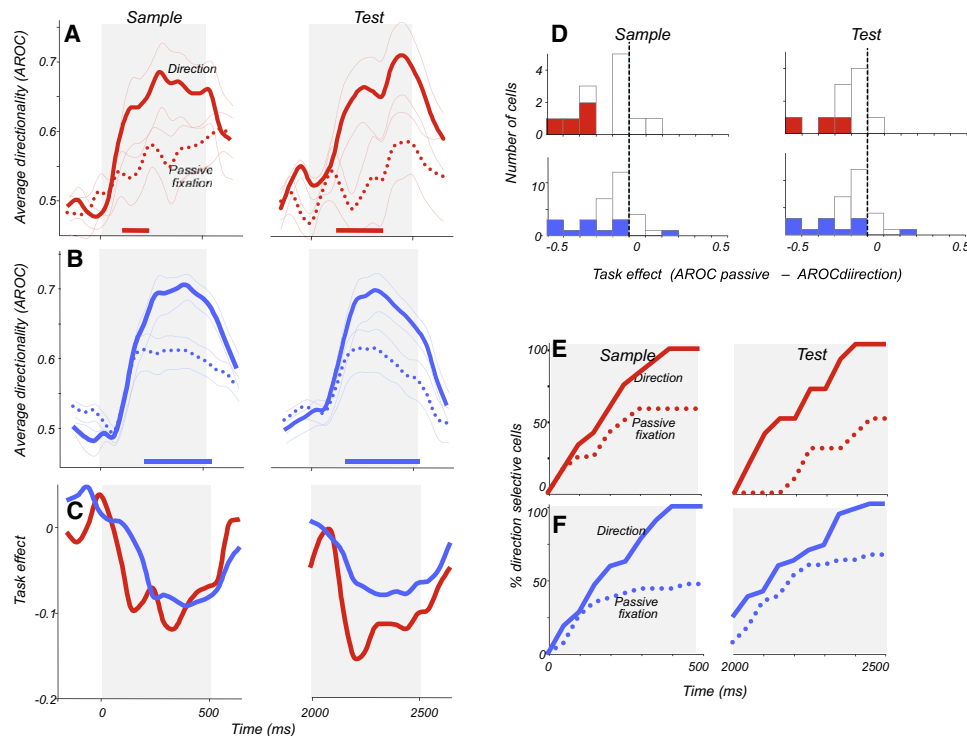 Sample
Test
A
Average directionality (AROC)
0.7
0.6
0.5
Direction
Passive
fixation
B
Average directionality (AROC)
0.7
0.6
0.5
C
Task effect
0
-0.1
-0.2
0
500
2000
2500
Time (ms)
D
Sample
Test
Number of cells
4
2
0
10
0
-0.5
0
0.5
-0.5
0
0.5
Task effect (AROC passive – AROCdiirection)
E
Sample
Test
100
50
0
Direction
Passive
fixation
% direction selective cells
F
100
50
0
Direction
Passive
fixation
0
500
2000
2500
Time (ms)